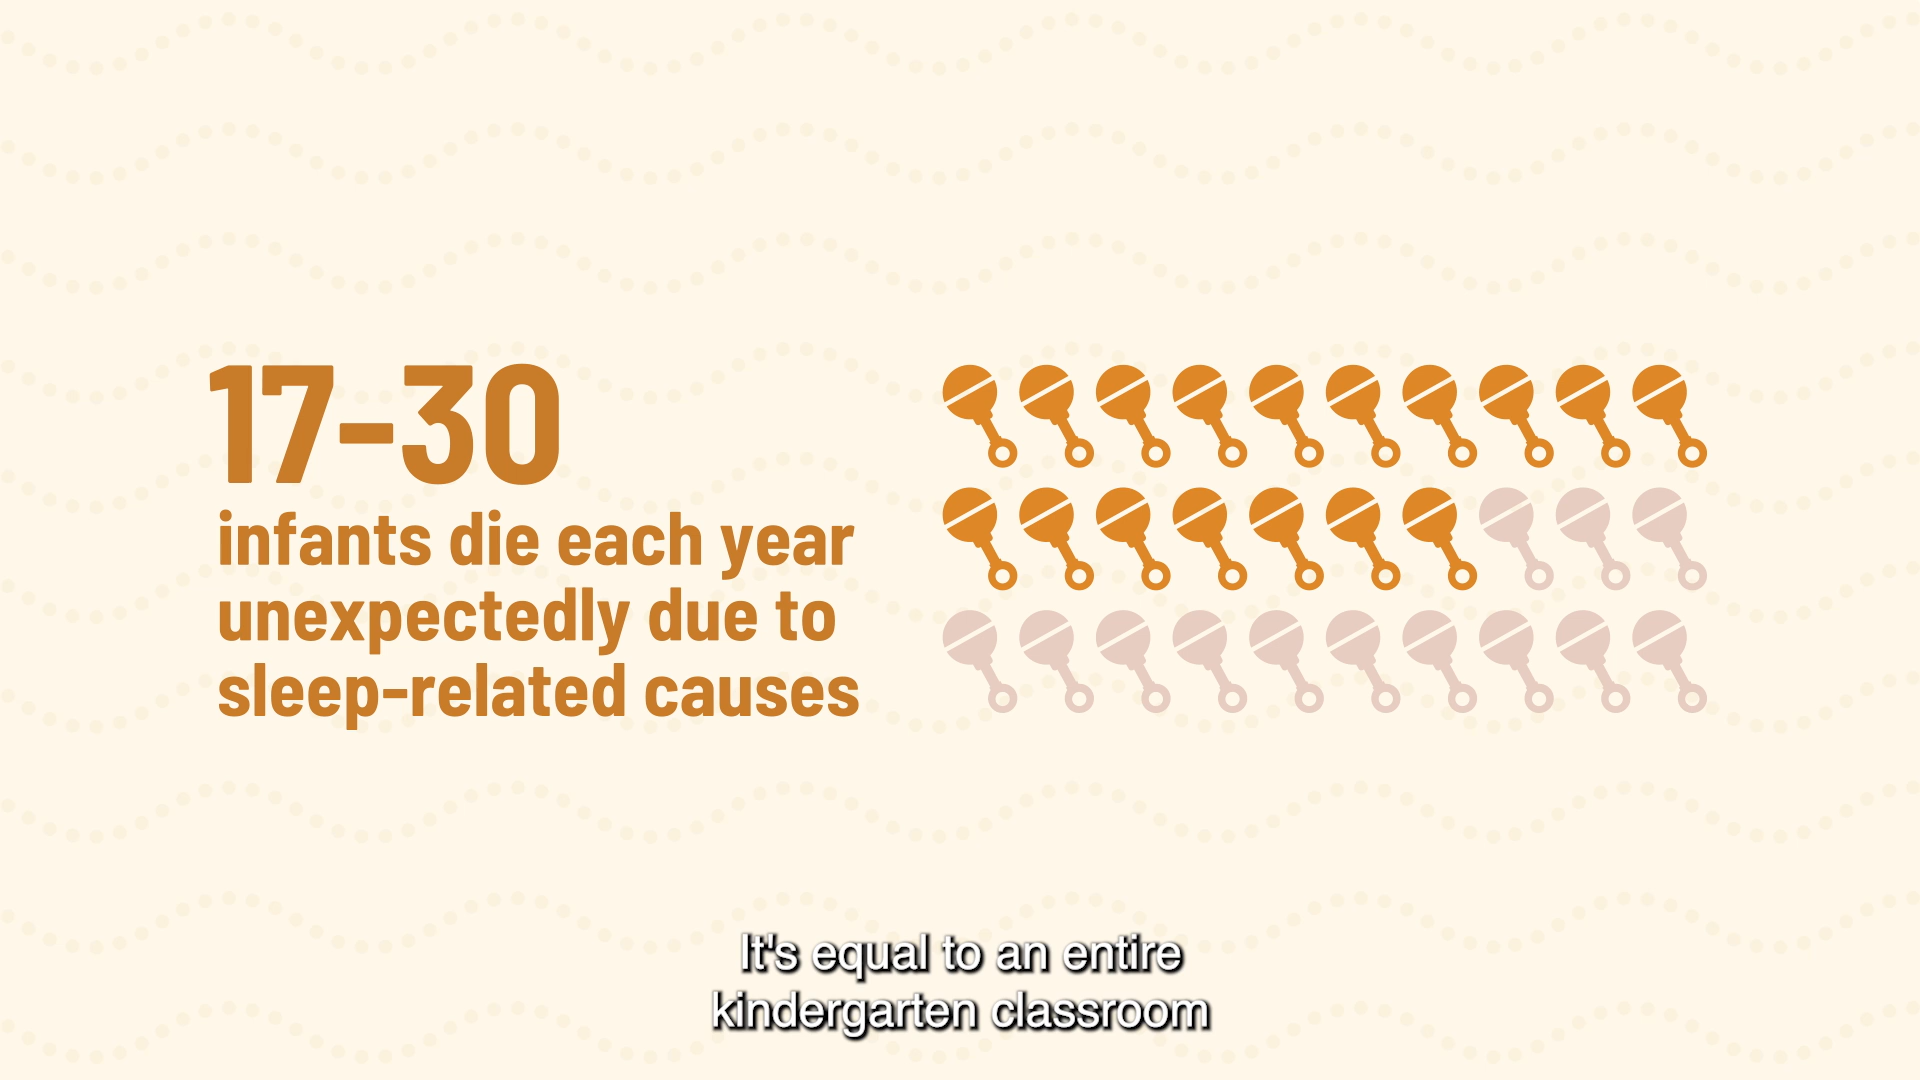 17-30
infants die each year
unexpectedly due to
sleep-related causes
It's equal to an entire
kindergarten classroom